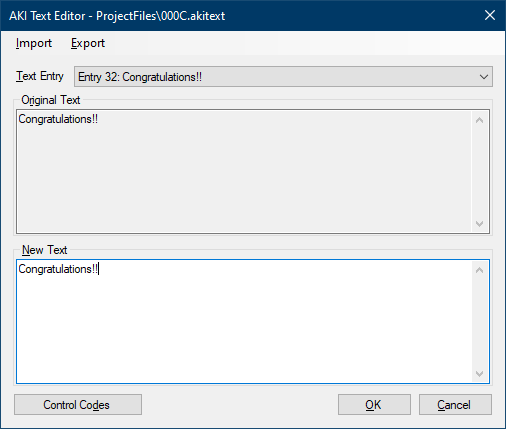 AKI Text Editor - ProjectFiles\000C.akitext
Import Export
Text Entry Entry 32: Congratulations!!
Original Text
Congratulations!!
New Text
Congratulations!!
Control Codes OK Cancel